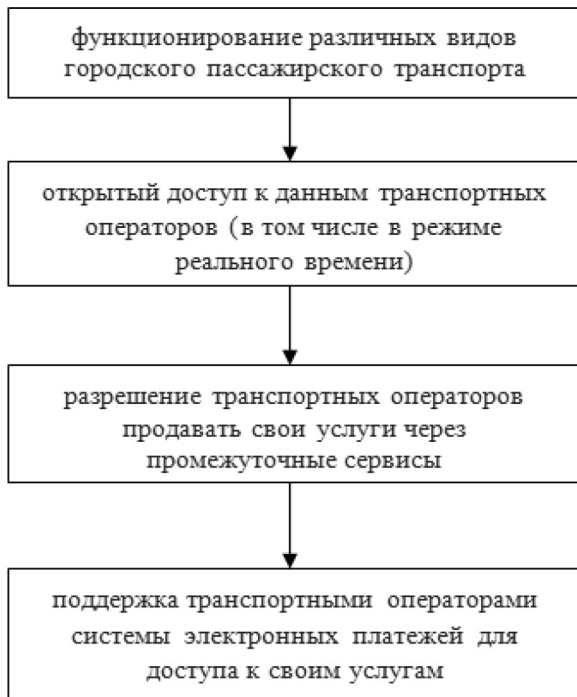 функционирование различных видов
городского пассажирского транспорта
открытый доступ к данным транспортных
операторов (в том числе в режиме
реального времени)
разрешение транспортных операторов
продавать свои услуги через
промежуточные сервисы
поддержка транспортными операторами
системы электронных платежей для
доступа к своим услугам